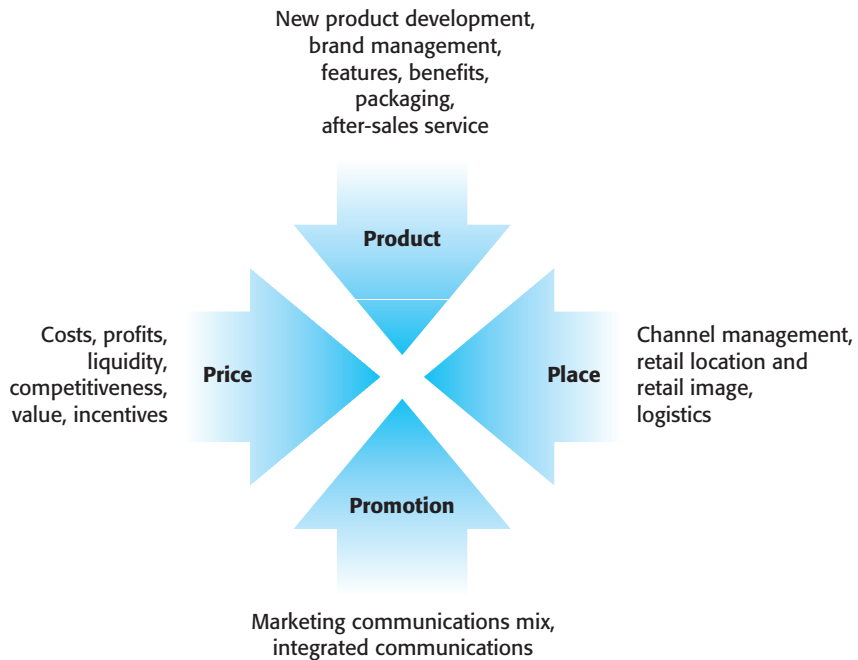 New product development,
brand management,
features, benefits,
packaging,
after-sales service
Product
Costs, profits,
liquidity,
competitiveness,
value, incentives
Price
Place
Channel management,
retail location and
retail image,
logistics
Promotion
Marketing communications mix,
integrated communications